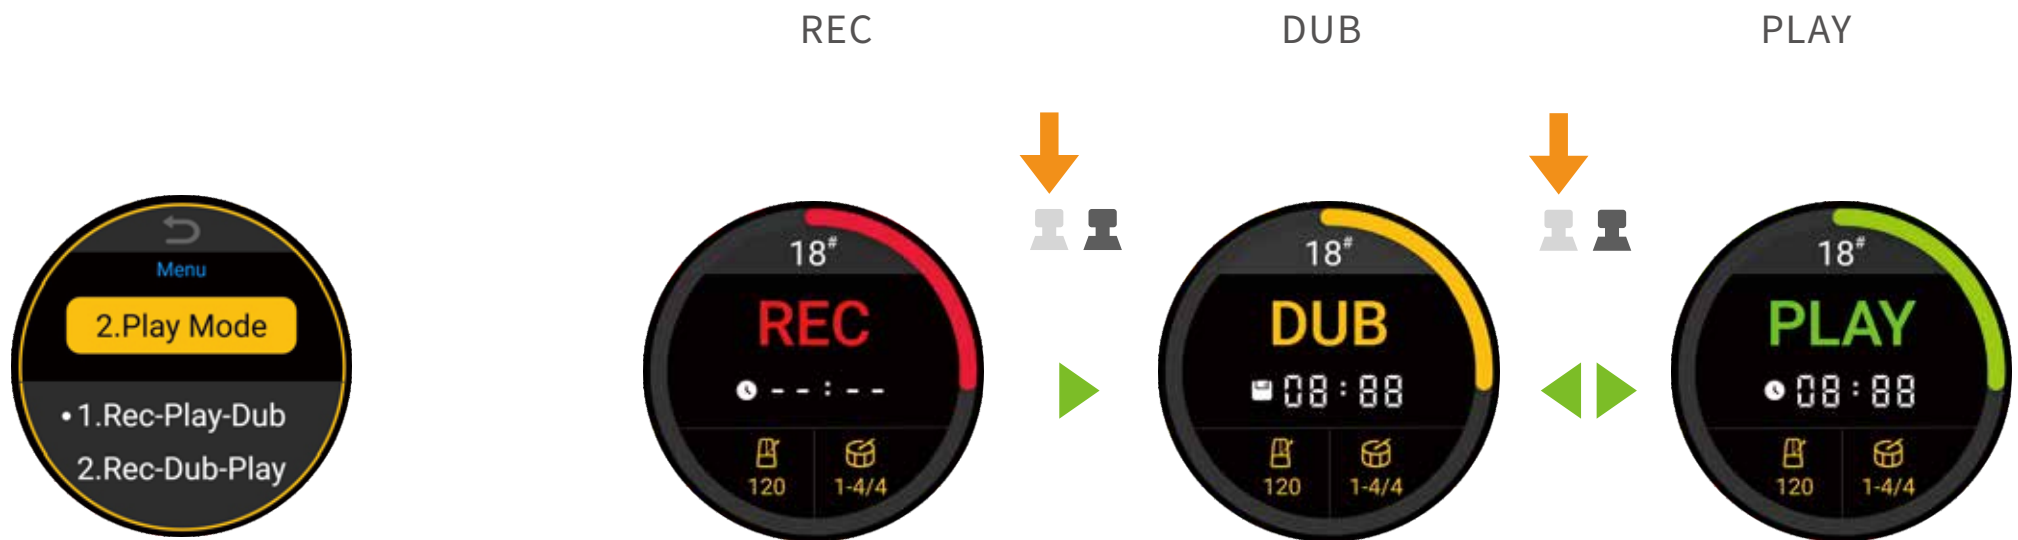 REC
DUB
PLAY
Menu
2.Play Mode
• 1.Rec-Play-Dub
2.Rec-Dub-Play
18#
REC
--:--
120
1-4/4
18#
DUB
08:88
120
1-4/4
18#
PLAY
08:88
120
1-4/4